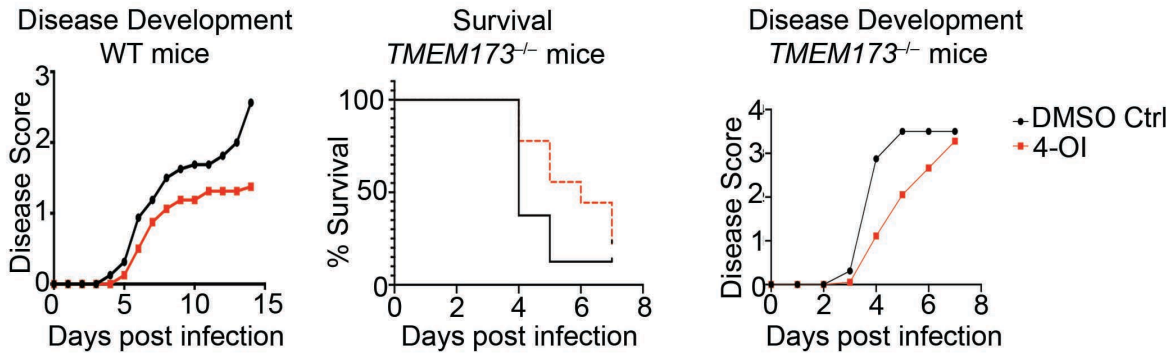 Disease Development
WT mice
Disease Score
3
2
1
0
0
5
10
15
Days post infection
Survival
TMEM173–/– mice
% Survival
100
50
0
0
2
4
6
8
Days post infection
Disease Development
TMEM173–/– mice
Disease Score
4
3
2
1
0
0
2
4
6
8
Days post infection
DMSO Ctrl
4-OI